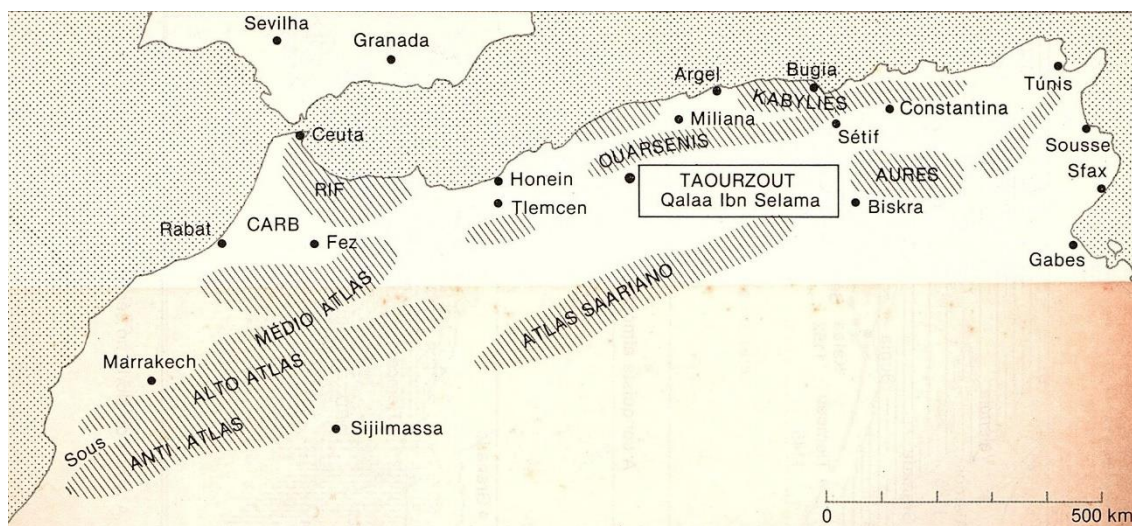 Sevilha
Granada
Argel
Bugia
Túnis
KABYLIES
Constantina
Miliana
Ceuta
Sétif
Sousse
OUARSENIS
Sfax
RIF
Honein
TAOURZOUT
Qalaa Ibn Selama
AURES
Tlemcen
Biskra
Rabat
CARB
Fez
Gabes
MÉDIO ATLAS
ATLAS SAARIANO
Marrakech
ALTO ATLAS
Sous
ANTI-ATLAS
Sijilmassa
0 500 km